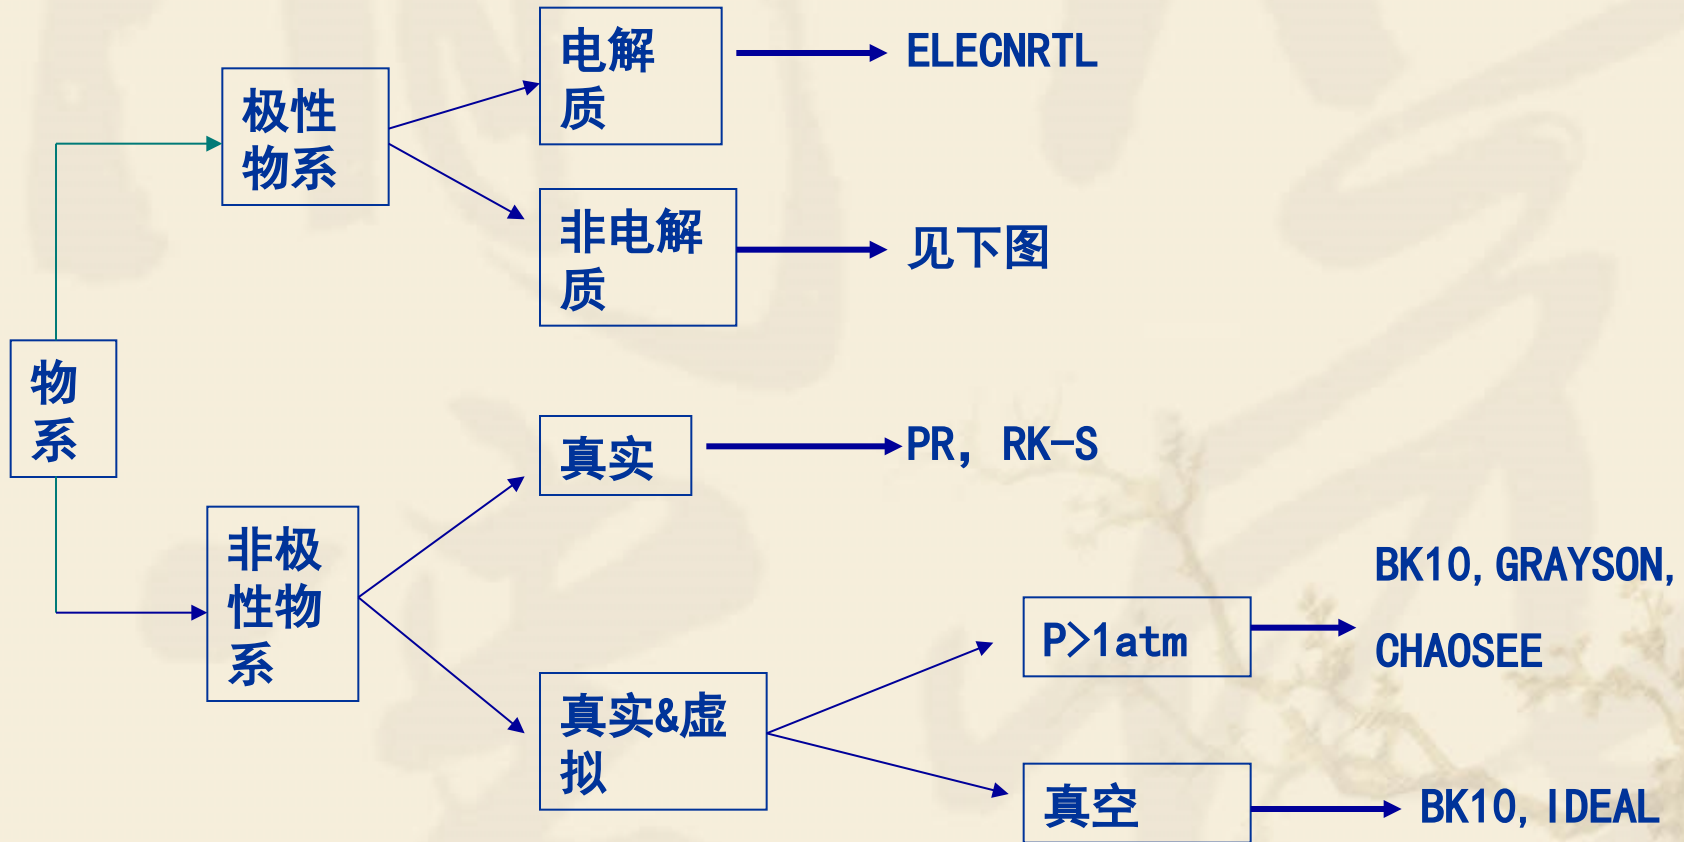 电解
质
ELECNRTL
极性
物系
非电解
质
见下图
物
系
真实
PR, RK-S
非极
性物
系
真实&虚
拟
P>1atm
BK10, GRAYSON,
CHAOSEE
真空
BK10, IDEAL